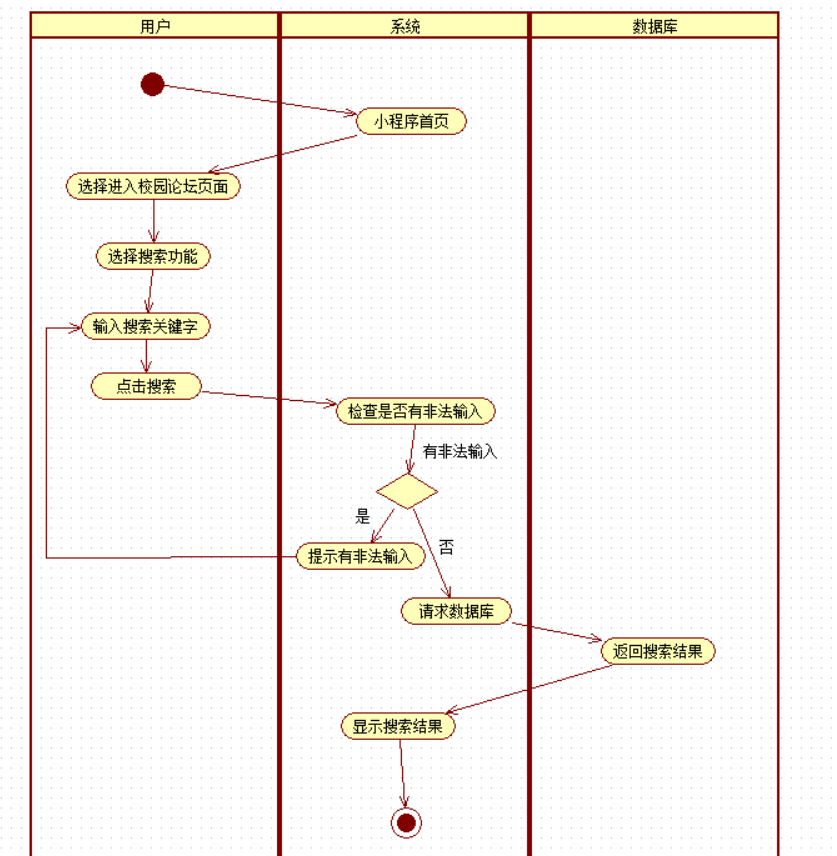 用户
系统
数据库
小程序首页
选择进入校园论坛页面
选择搜索功能
输入搜索关键字
点击搜索
检查是否有非法输入
有非法输入
是
否
提示有非法输入
请求数据库
返回搜索结果
显示搜索结果